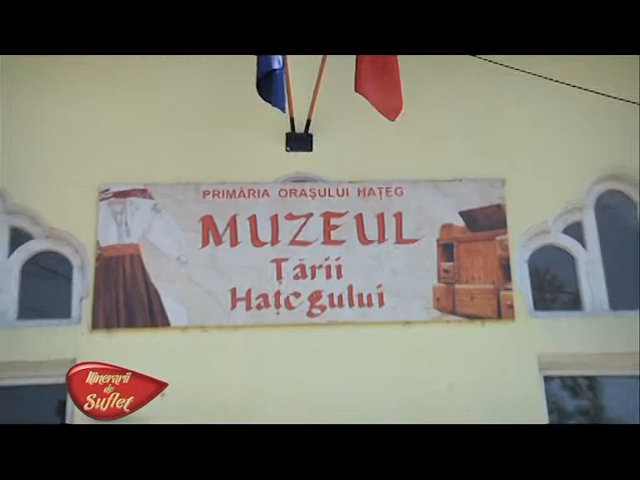 PRIMĂRIA ORAȘULUI HAȚEG
MUZEUL
Țării
Hațegului
Itinerarii
de
Suflet